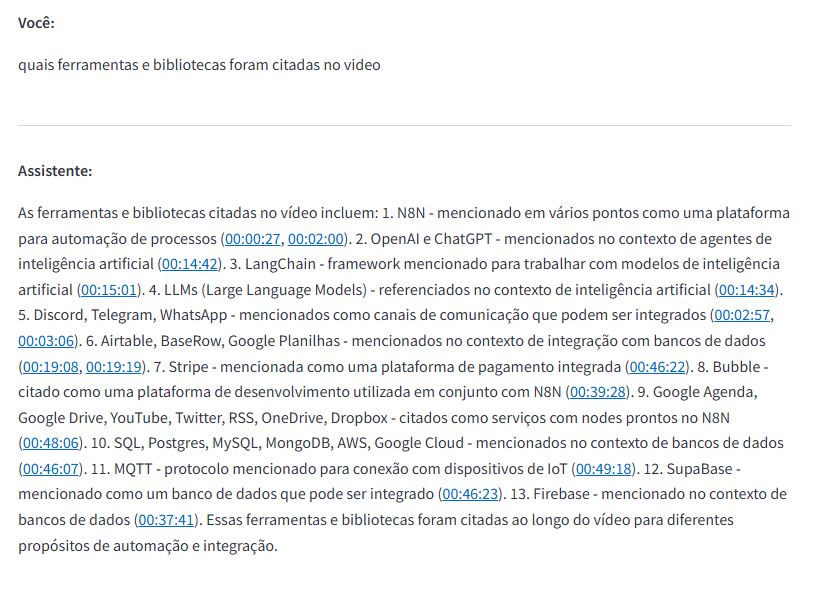 Você:
quais ferramentas e bibliotecas foram citadas no video
Assistente:
As ferramentas e bibliotecas citadas no vídeo incluem: 1. N8N - mencionado em vários pontos como uma plataforma
para automação de processos (00:00:27, 00:02:00). 2. OpenAI e ChatGPT - mencionados no contexto de agentes de
inteligência artificial (00:14:42). 3. LangChain - framework mencionado para trabalhar com modelos de inteligência
artificial (00:15:01). 4. LLMs (Large Language Models) - referenciados no contexto de inteligência artificial (00:14:34).
5. Discord, Telegram, WhatsApp - mencionados como canais de comunicação que podem ser integrados (00:02:57,
00:03:06). 6. Airtable, BaseRow, Google Planilhas - mencionados no contexto de integração com bancos de dados
(00:19:08, 00:19:19). 7. Stripe - mencionada como uma plataforma de pagamento integrada (00:46:22). 8. Bubble -
citado como uma plataforma de desenvolvimento utilizada em conjunto com N8N (00:39:28). 9. Google Agenda,
Google Drive, YouTube, Twitter, RSS, OneDrive, Dropbox - citados como serviços com nodes prontos no N8N
(00:48:06). 10. SQL, Postgres, MySQL, MongoDB, AWS, Google Cloud - mencionados no contexto de bancos de dados
(00:46:07). 11. MQTT - protocolo mencionado para conexão com dispositivos de IoT (00:49:18). 12. SupaBase -
mencionado como um banco de dados que pode ser integrado (00:46:23). 13. Firebase - mencionado no contexto de
bancos de dados (00:37:41). Essas ferramentas e bibliotecas foram citadas ao longo do vídeo para diferentes
propósitos de automação e integração.